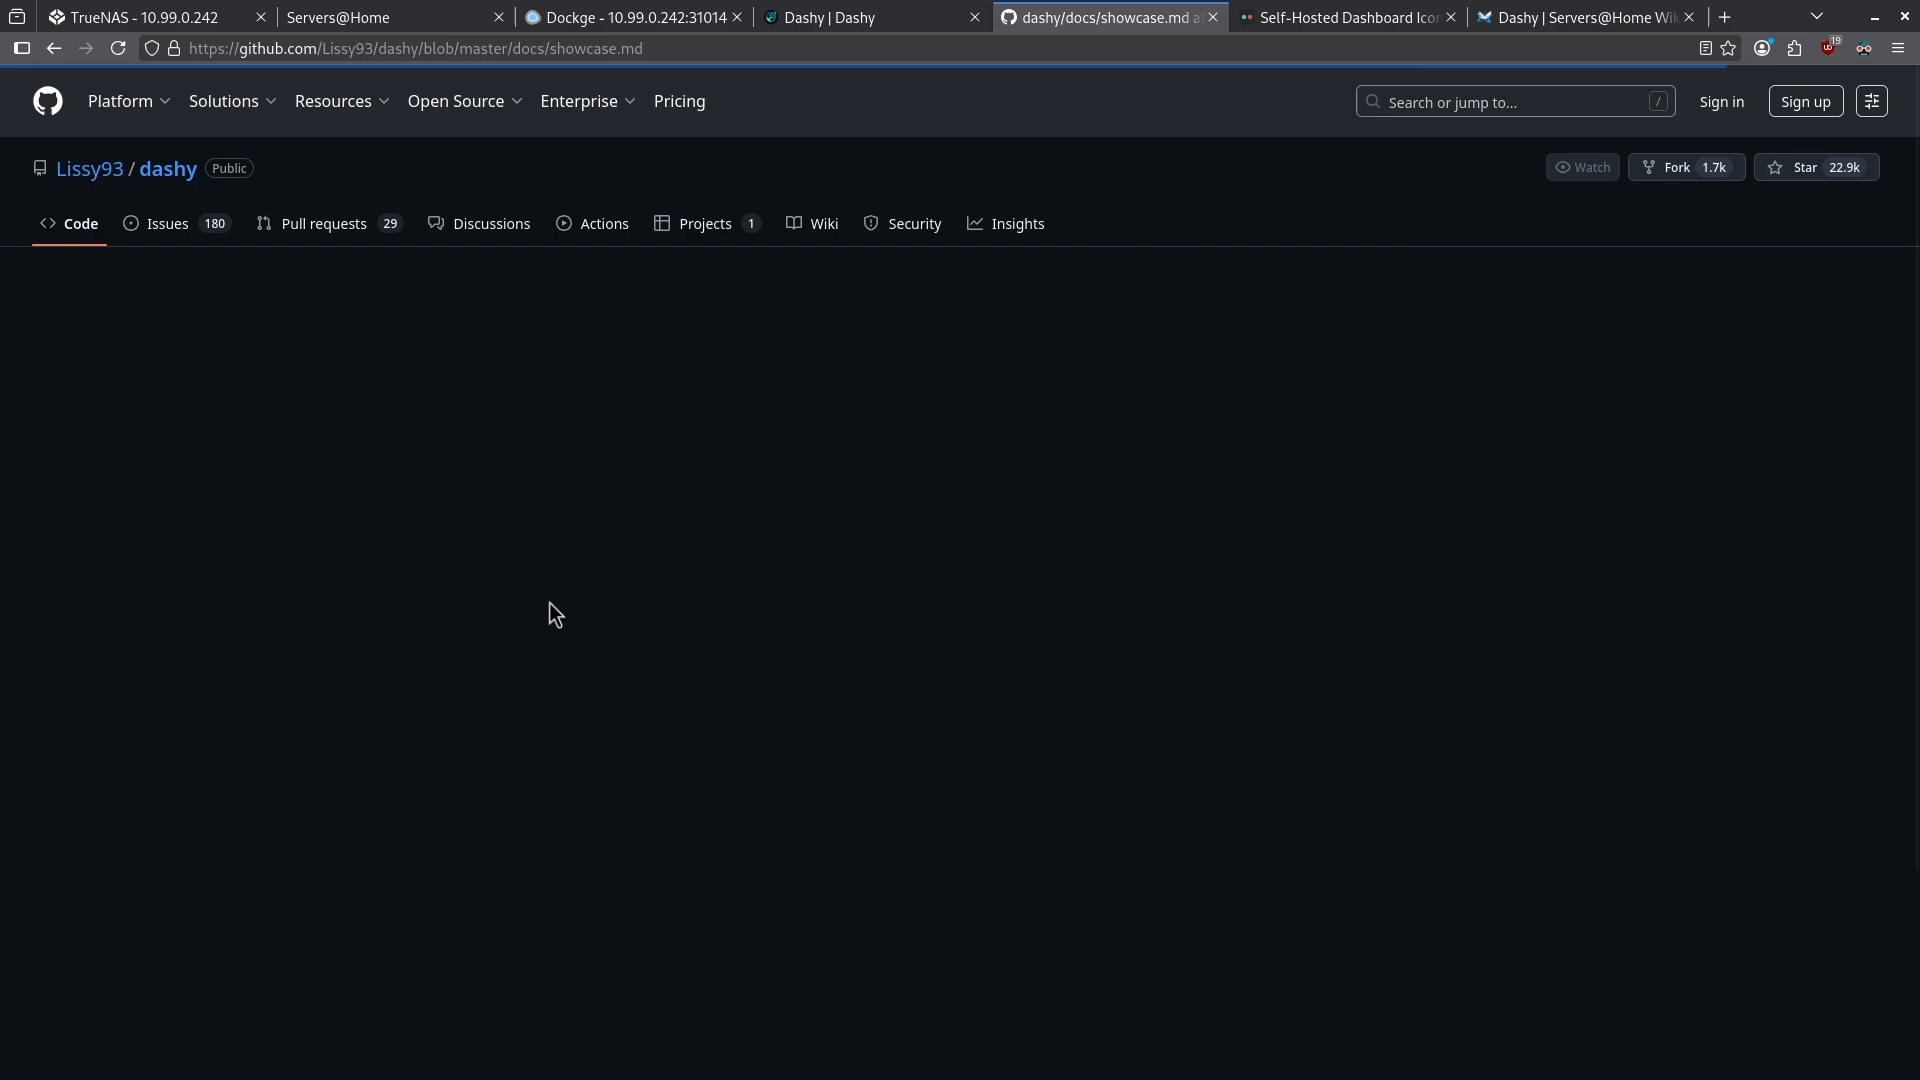 TrueNAS - 10.99.0.242
Servers@Home
Dockge - 10.99.0.242:31014
Dashy | Dashy
dashy/docs/showcase.md a
Self-Hosted Dashboard Icon
Dashy | Servers@Home Wik
https://github.com/Lissy93/dashy/blob/master/docs/showcase.md
19
Platform
Solutions
Resources
Open Source
Enterprise
Pricing
Search or jump to...
/
Sign in
Sign up
Lissy93 / dashy Public
Watch
Fork 1.7k
Star 22.9k
Code
Issues 180
Pull requests 29
Discussions
Actions
Projects 1
Wiki
Security
Insights